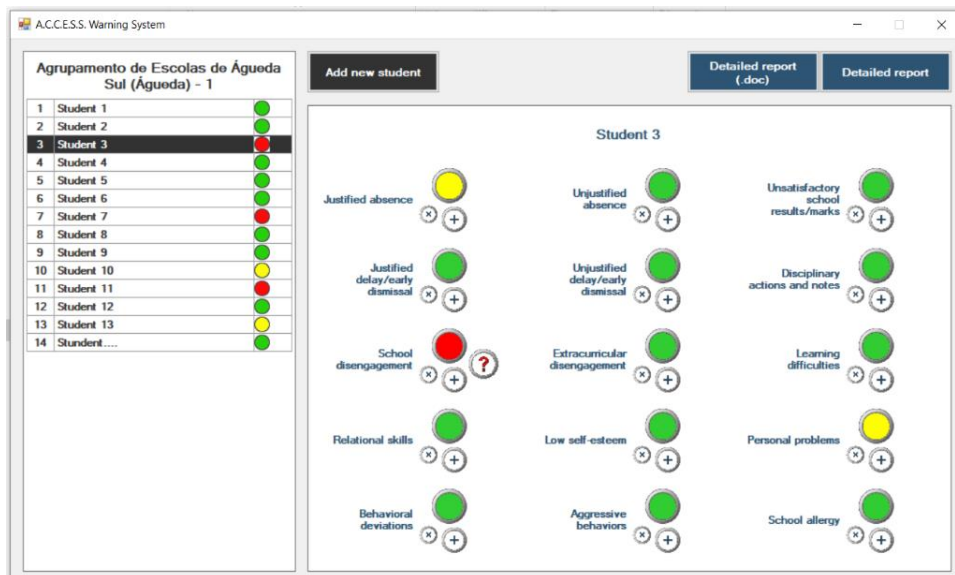 A.C.C.E.S.S. Warning System
Agrupamento de Escolas de Águeda
Sul (Águeda) - 1
1 Student 1
2 Student 2
3 Student 3
4 Student 4
5 Student 5
6 Student 6
7 Student 7
8 Student 8
9 Student 9
10 Student 10
11 Student 11
12 Student 12
13 Student 13
14 Stundent....
Add new student
Detailed report
(.doc)
Detailed report
Student 3
Justified absence
Unjustified
absence
Unsatisfactory
school
results/marks
Justified
delay/early
dismissal
Unjustified
delay/early
dismissal
Disciplinary
actions and notes
School
disengagement
?
Extracurricular
disengagement
Learning
difficulties
Relational skills
Low self-esteem
Personal problems
Behavioral
deviations
Aggressive
behaviors
School allergy